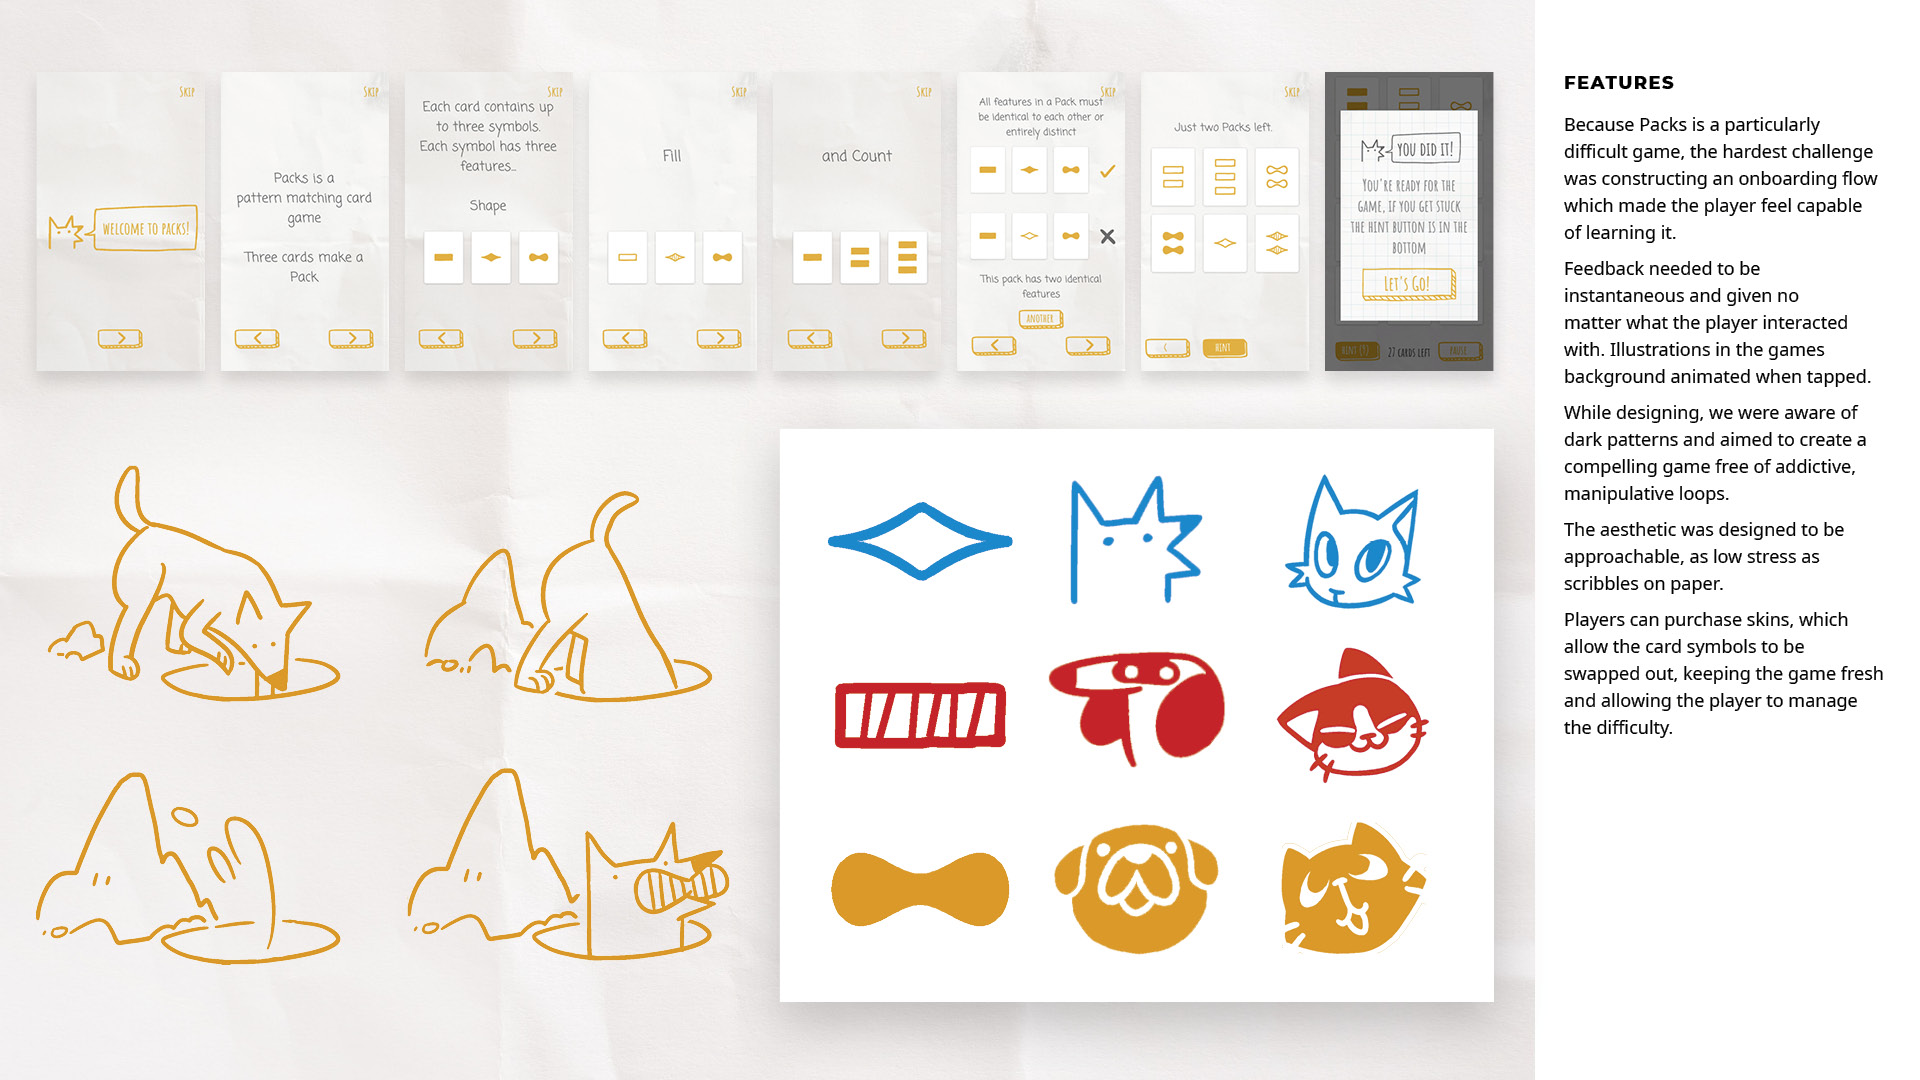 SKIP
WELCOME TO PACKS!
SKIP
Packs is a
pattern matching card
game
Three cards make a
Pack
SKIP
Each card contains up
to three symbols.
Each symbol has three
features...
Shape
SKIP
Fill
SKIP
and Count
SKIP
All features in a Pack must
be identical to each other or
entirely distinct
This pack has two identical
features
ANOTHER
SKIP
Just two Packs left.
HINT
YOU DID IT!
YOU'RE READY FOR THE
GAME, IF YOU GET STUCK
THE HINT BUTTON IS IN THE
BOTTOM
LET'S GO!
HINT (9)
27 CARDS LEFT
PAUSE
FEATURES
Because Packs is a particularly
difficult game, the hardest challenge
was constructing an onboarding flow
which made the player feel capable
of learning it.
Feedback needed to be
instantaneous and given no
matter what the player interacted
with. Illustrations in the games
background animated when tapped.
While designing, we were aware of
dark patterns and aimed to create a
compelling game free of addictive,
manipulative loops.
The aesthetic was designed to be
approachable, as low stress as
scribbles on paper.
Players can purchase skins, which
allow the card symbols to be
swapped out, keeping the game fresh
and allowing the player to manage
the difficulty.